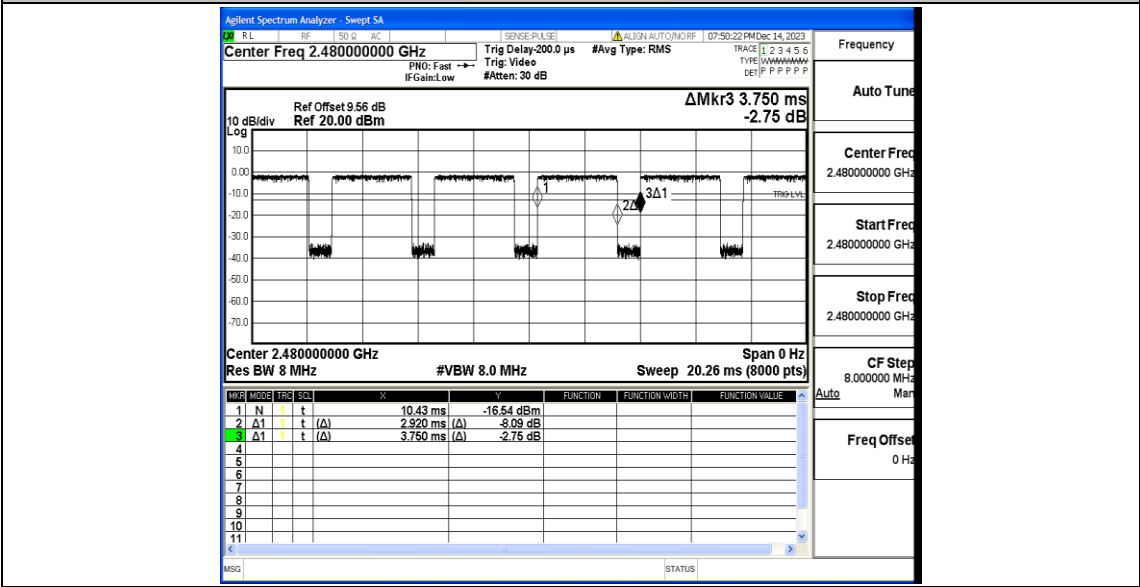 Agilent Spectrum Analyzer - Swept SA
LXI RL RF 50 Ω AC SENSE:PULSE ALIGN AUTO/NO RF 07:50:22 PM Dec 14, 2023
Center Freq 2.480000000 GHz Trig Delay-200.0 µs #Avg Type: RMS TRACE 1 2 3 4 5 6
PNO: Fast Trig: Video TYPE WWWWWW
IFGain:Low #Atten: 30 dB DET P P P P P P
Frequency
Auto Tune
Center Freq
2.480000000 GHz
Start Freq
2.480000000 GHz
Stop Freq
2.480000000 GHz
CF Step
8.000000 MHz
Auto Man
Freq Offset
0 Hz
ΔMkr3 3.750 ms
-2.75 dB
Ref Offset 9.56 dB
10 dB/div Ref 20.00 dBm
Log
10.0
0.00
-10.0
-20.0
-30.0
-40.0
-50.0
-60.0
-70.0
1
2Δ
3Δ1
TRIG LVL
Center 2.480000000 GHz Span 0 Hz
Res BW 8 MHz #VBW 8.0 MHz Sweep 20.26 ms (8000 pts)
MKR MODE TRC SCL X Y FUNCTION FUNCTION WIDTH FUNCTION VALUE
1 N 1 t 10.43 ms -16.54 dBm
2 Δ1 1 t (Δ) 2.920 ms (Δ) -8.09 dB
3 Δ1 1 t (Δ) 3.750 ms (Δ) -2.75 dB
4
5
6
7
8
9
10
11
MSG STATUS